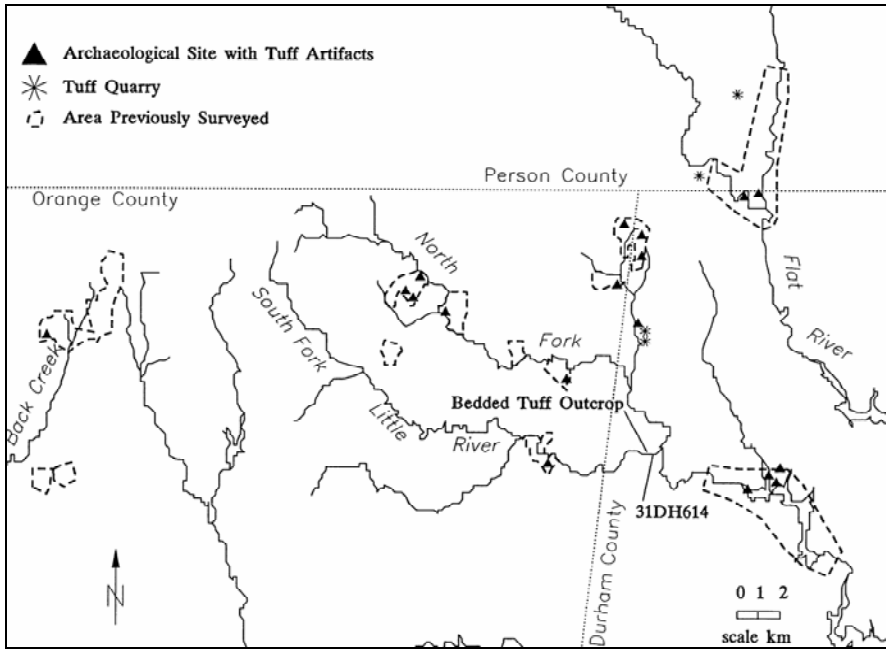 Archaeological Site with Tuff Artifacts
Tuff Quarry
Area Previously Surveyed
Person County
Orange County
North
Flat
South Fork
Fork
River
Back Creek
Bedded Tuff Outcrop
Little
River
31DH614
Durham County
N
0 1 2
scale km